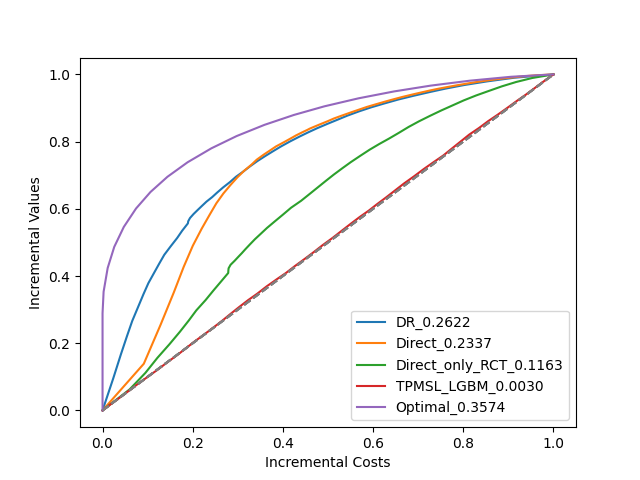 1.0
0.8
0.6
0.4
0.2
0.0
Incremental Values
DR_0.2622
Direct_0.2337
Direct_only_RCT_0.1163
TPMSL_LGBM_0.0030
Optimal_0.3574
0.0 0.2 0.4 0.6 0.8 1.0
Incremental Costs